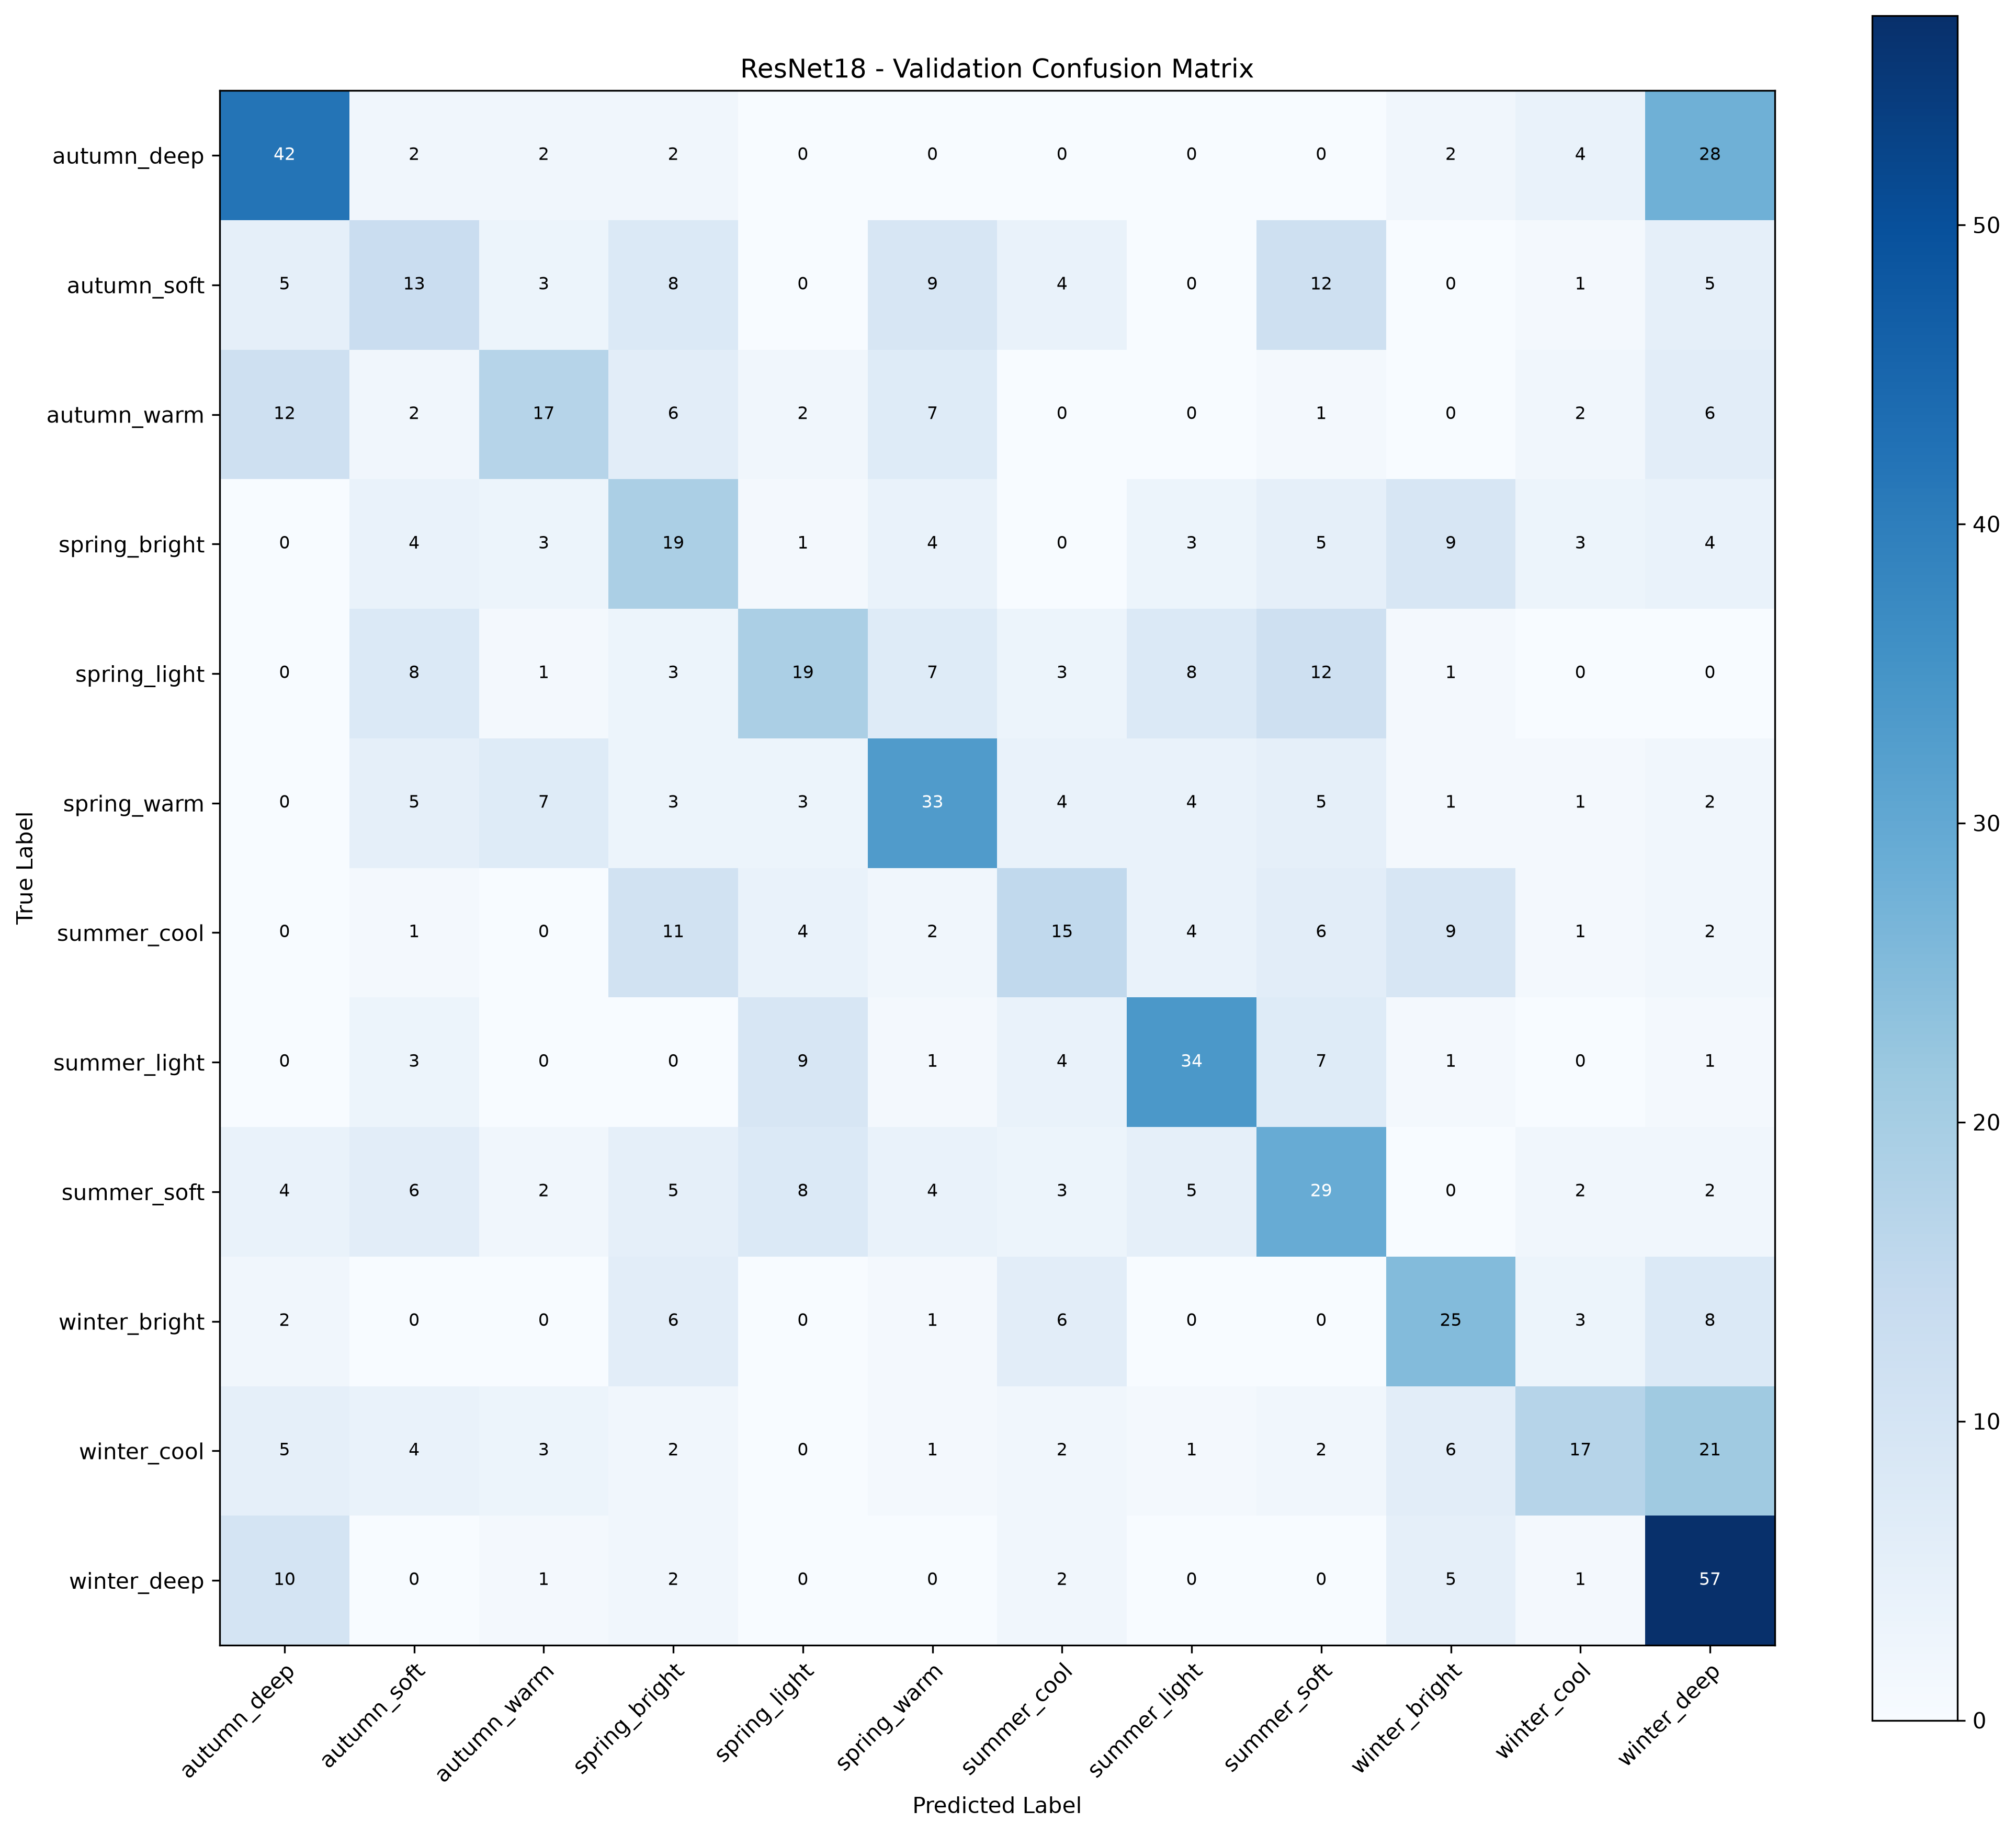 ResNet18 - Validation Confusion Matrix
autumn_deep 42 2 2 2 0 0 0 0 0 2 4 28
autumn_soft 5 13 3 8 0 9 4 0 12 0 1 5
autumn_warm 12 2 17 6 2 7 0 0 1 0 2 6
spring_bright 0 4 3 19 1 4 0 3 5 9 3 4
spring_light 0 8 1 3 19 7 3 8 12 1 0 0
spring_warm 0 5 7 3 3 33 4 4 5 1 1 2
summer_cool 0 1 0 11 4 2 15 4 6 9 1 2
summer_light 0 3 0 0 9 1 4 34 7 1 0 1
summer_soft 4 6 2 5 8 4 3 5 29 0 2 2
winter_bright 2 0 0 6 0 1 6 0 0 25 3 8
winter_cool 5 4 3 2 0 1 2 1 2 6 17 21
winter_deep 10 0 1 2 0 0 2 0 0 5 1 57
autumn_deep autumn_soft autumn_warm spring_bright spring_light spring_warm summer_cool summer_light summer_soft winter_bright winter_cool winter_deep
Predicted Label
True Label
50
40
30
20
10
0